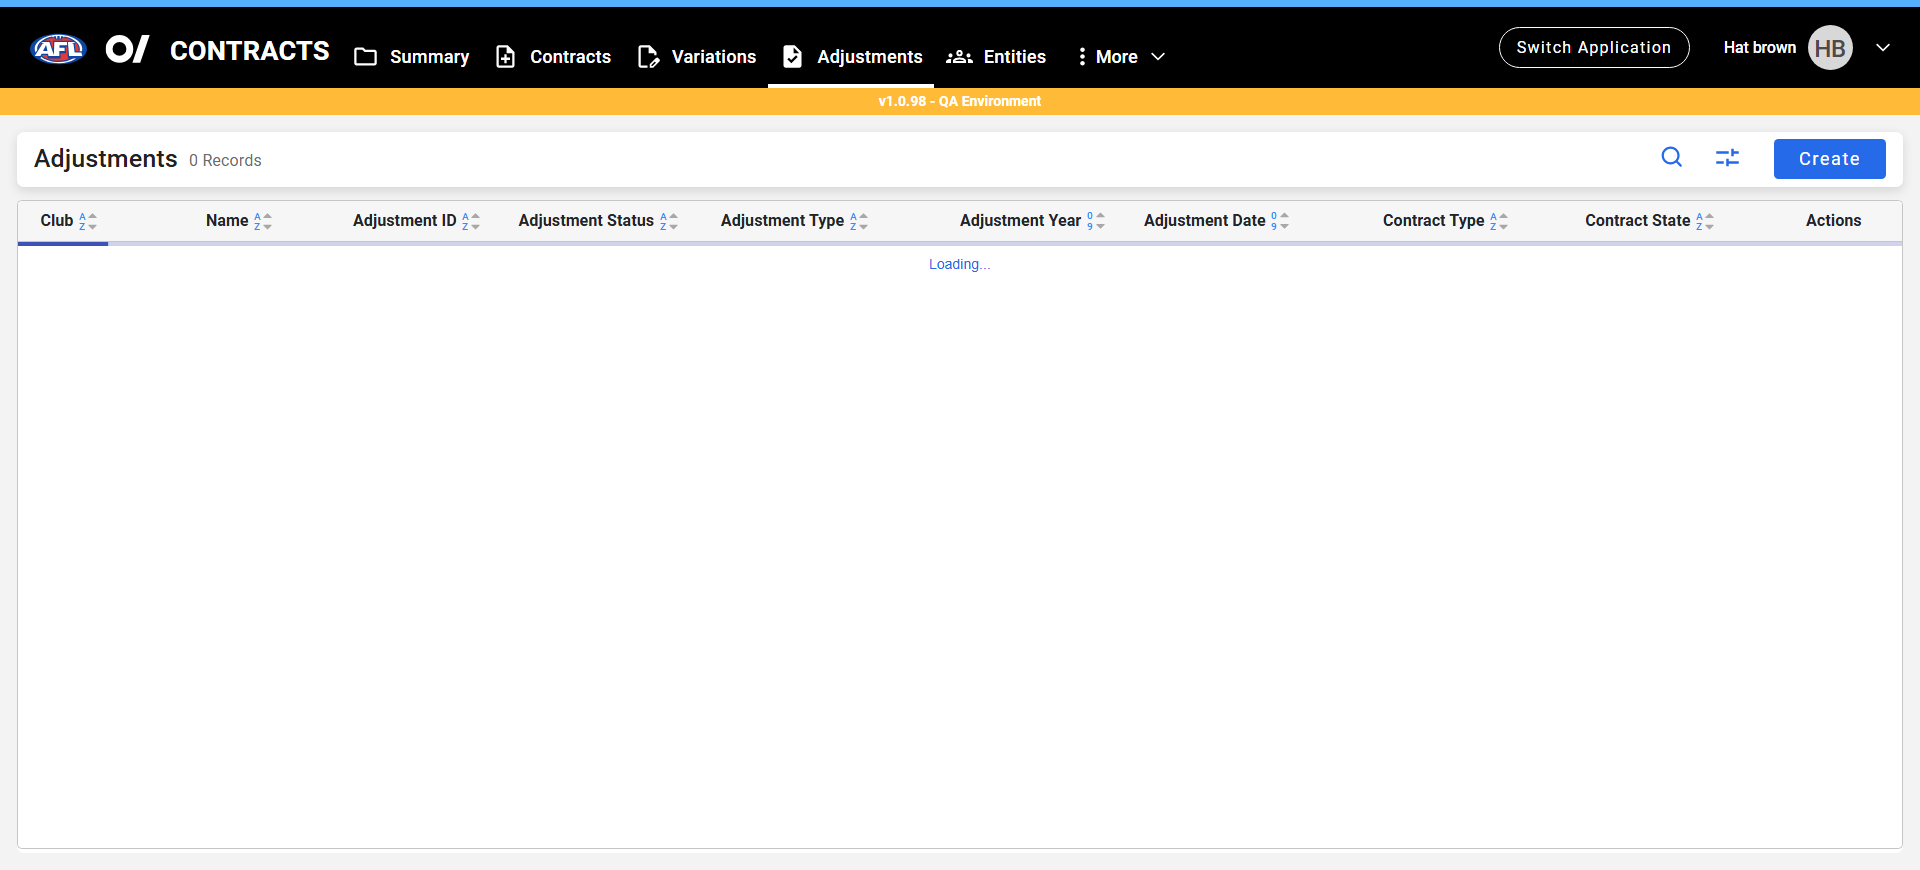 AFL
CONTRACTS
Summary
Contracts
Variations
Adjustments
Entities
More
Switch Application
Hat brown
HB
v1.0.98 - QA Environment
Adjustments 0 Records
Create
Club
Name
Adjustment ID
Adjustment Status
Adjustment Type
Adjustment Year
Adjustment Date
Contract Type
Contract State
Actions
Loading...